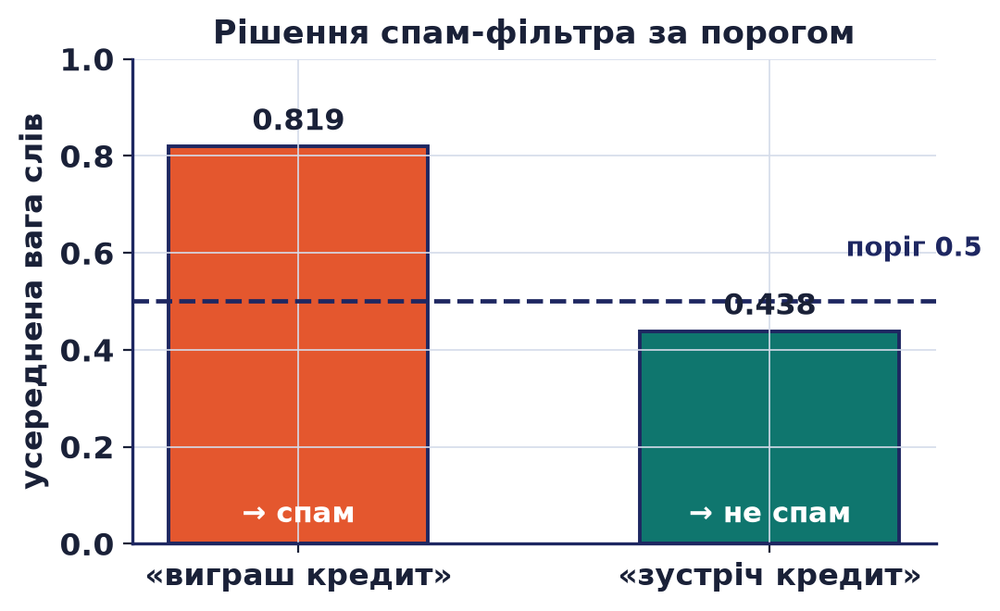 Рішення спам-фільтра за порогом
усереднена вага слів
1.0
0.8
0.6
0.4
0.2
0.0
0.819
поріг 0.5
0.438
→ спам
→ не спам
«виграш кредит»
«зустріч кредит»